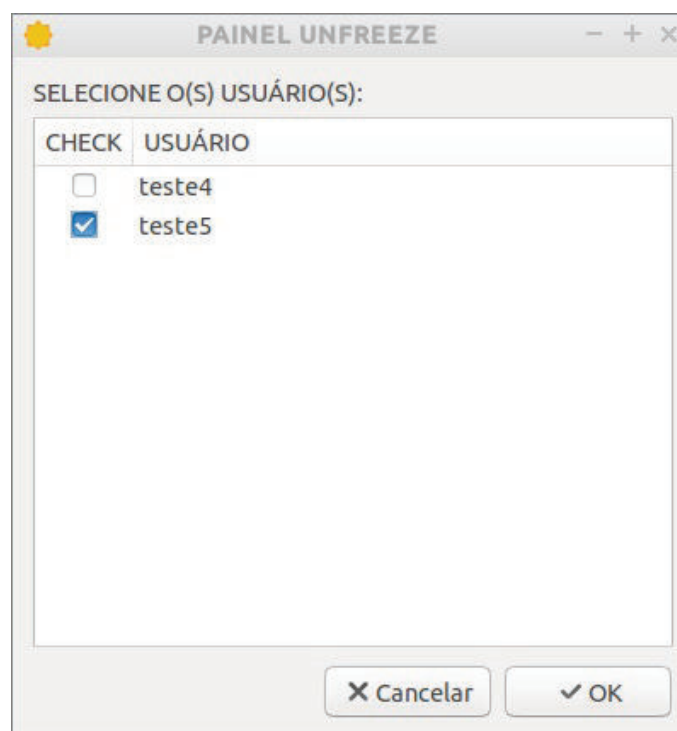 PAINEL UNFREEZE
SELECIONE O(S) USUÁRIO(S):
CHECK USUÁRIO
teste4
teste5
Cancelar OK